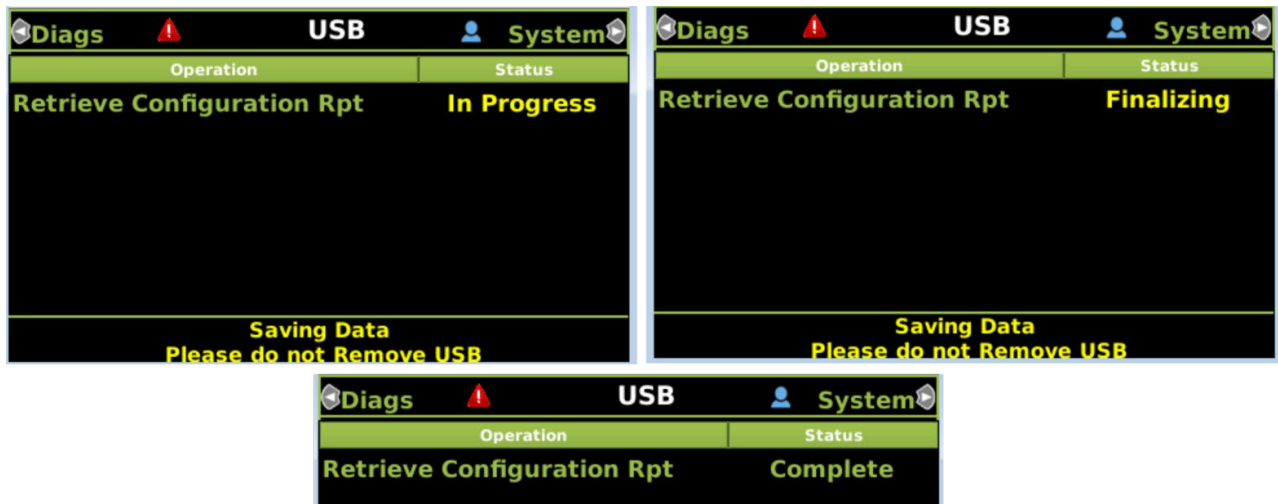 Diags USB System
Operation Status
Retrieve Configuration Rpt In Progress
Saving Data
Please do not Remove USB
Diags USB System
Operation Status
Retrieve Configuration Rpt Finalizing
Saving Data
Please do not Remove USB
Diags USB System
Operation Status
Retrieve Configuration Rpt Complete